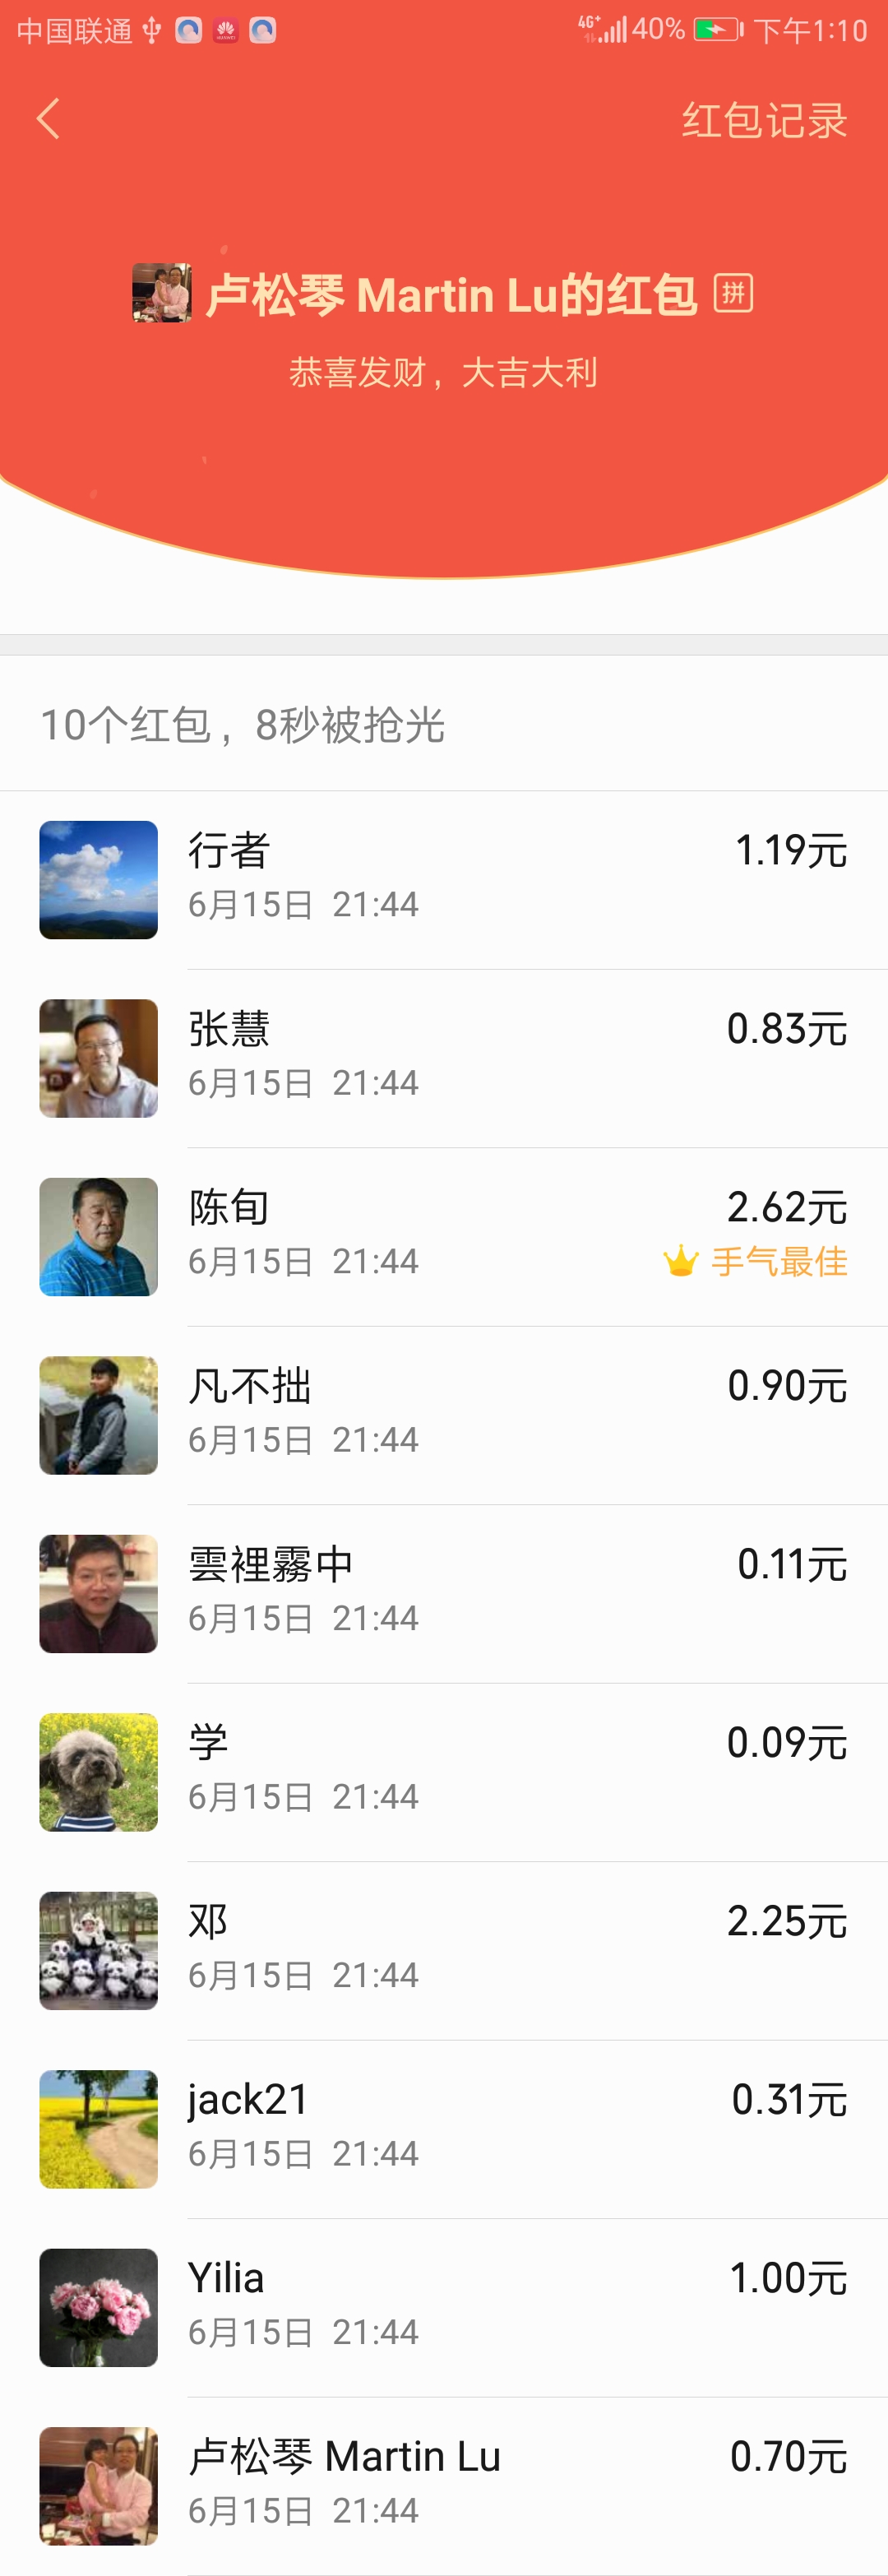 中国联通 4G+ 40% 下午1:10
红包记录
卢松琴 Martin Lu的红包 拼
恭喜发财，大吉大利
10个红包，8秒被抢光
行者 1.19元
6月15日 21:44
张慧 0.83元
6月15日 21:44
陈旬 2.62元
6月15日 21:44 手气最佳
凡不拙 0.90元
6月15日 21:44
雲裡霧中 0.11元
6月15日 21:44
学 0.09元
6月15日 21:44
邓 2.25元
6月15日 21:44
jack21 0.31元
6月15日 21:44
Yilia 1.00元
6月15日 21:44
卢松琴 Martin Lu 0.70元
6月15日 21:44